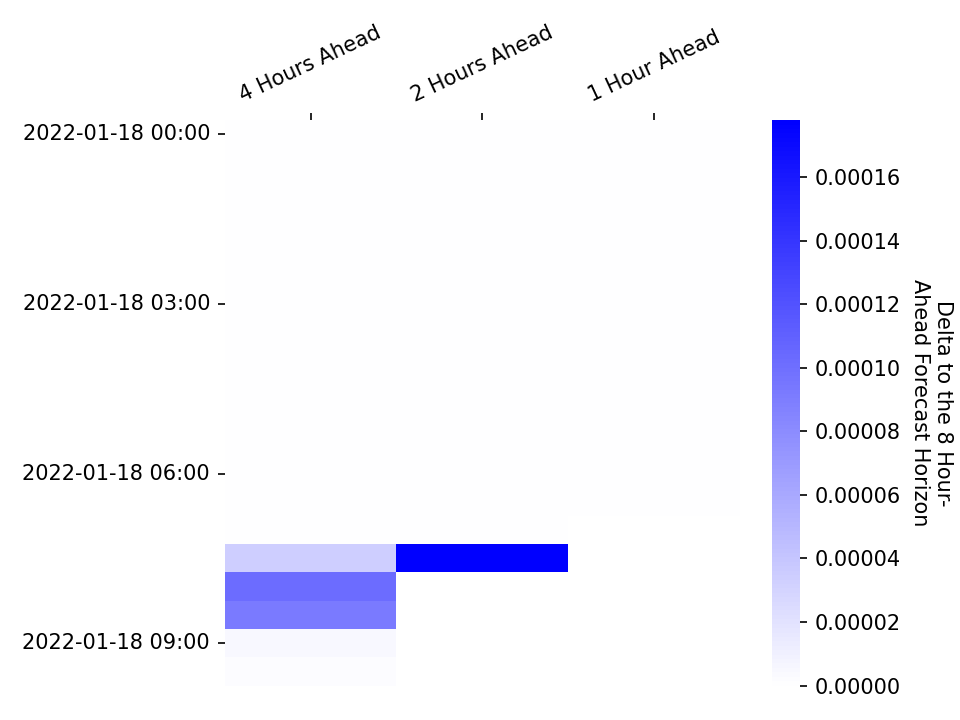 4 Hours Ahead
2 Hours Ahead
1 Hour Ahead
2022-01-18 00:00
2022-01-18 03:00
2022-01-18 06:00
2022-01-18 09:00
0.00016
0.00014
0.00012
0.00010
0.00008
0.00006
0.00004
0.00002
0.00000
Delta to the 8 Hour-
Ahead Forecast Horizon